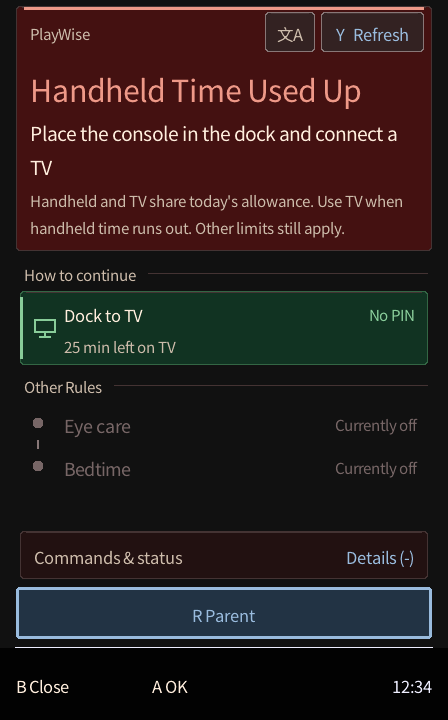 PlayWise
文A
Y Refresh
Handheld Time Used Up
Place the console in the dock and connect a
TV
Handheld and TV share today's allowance. Use TV when
handheld time runs out. Other limits still apply.
How to continue
Dock to TV
No PIN
25 min left on TV
Other Rules
Eye care
Currently off
Bedtime
Currently off
Commands & status
Details (-)
R Parent
B Close
A OK
12:34